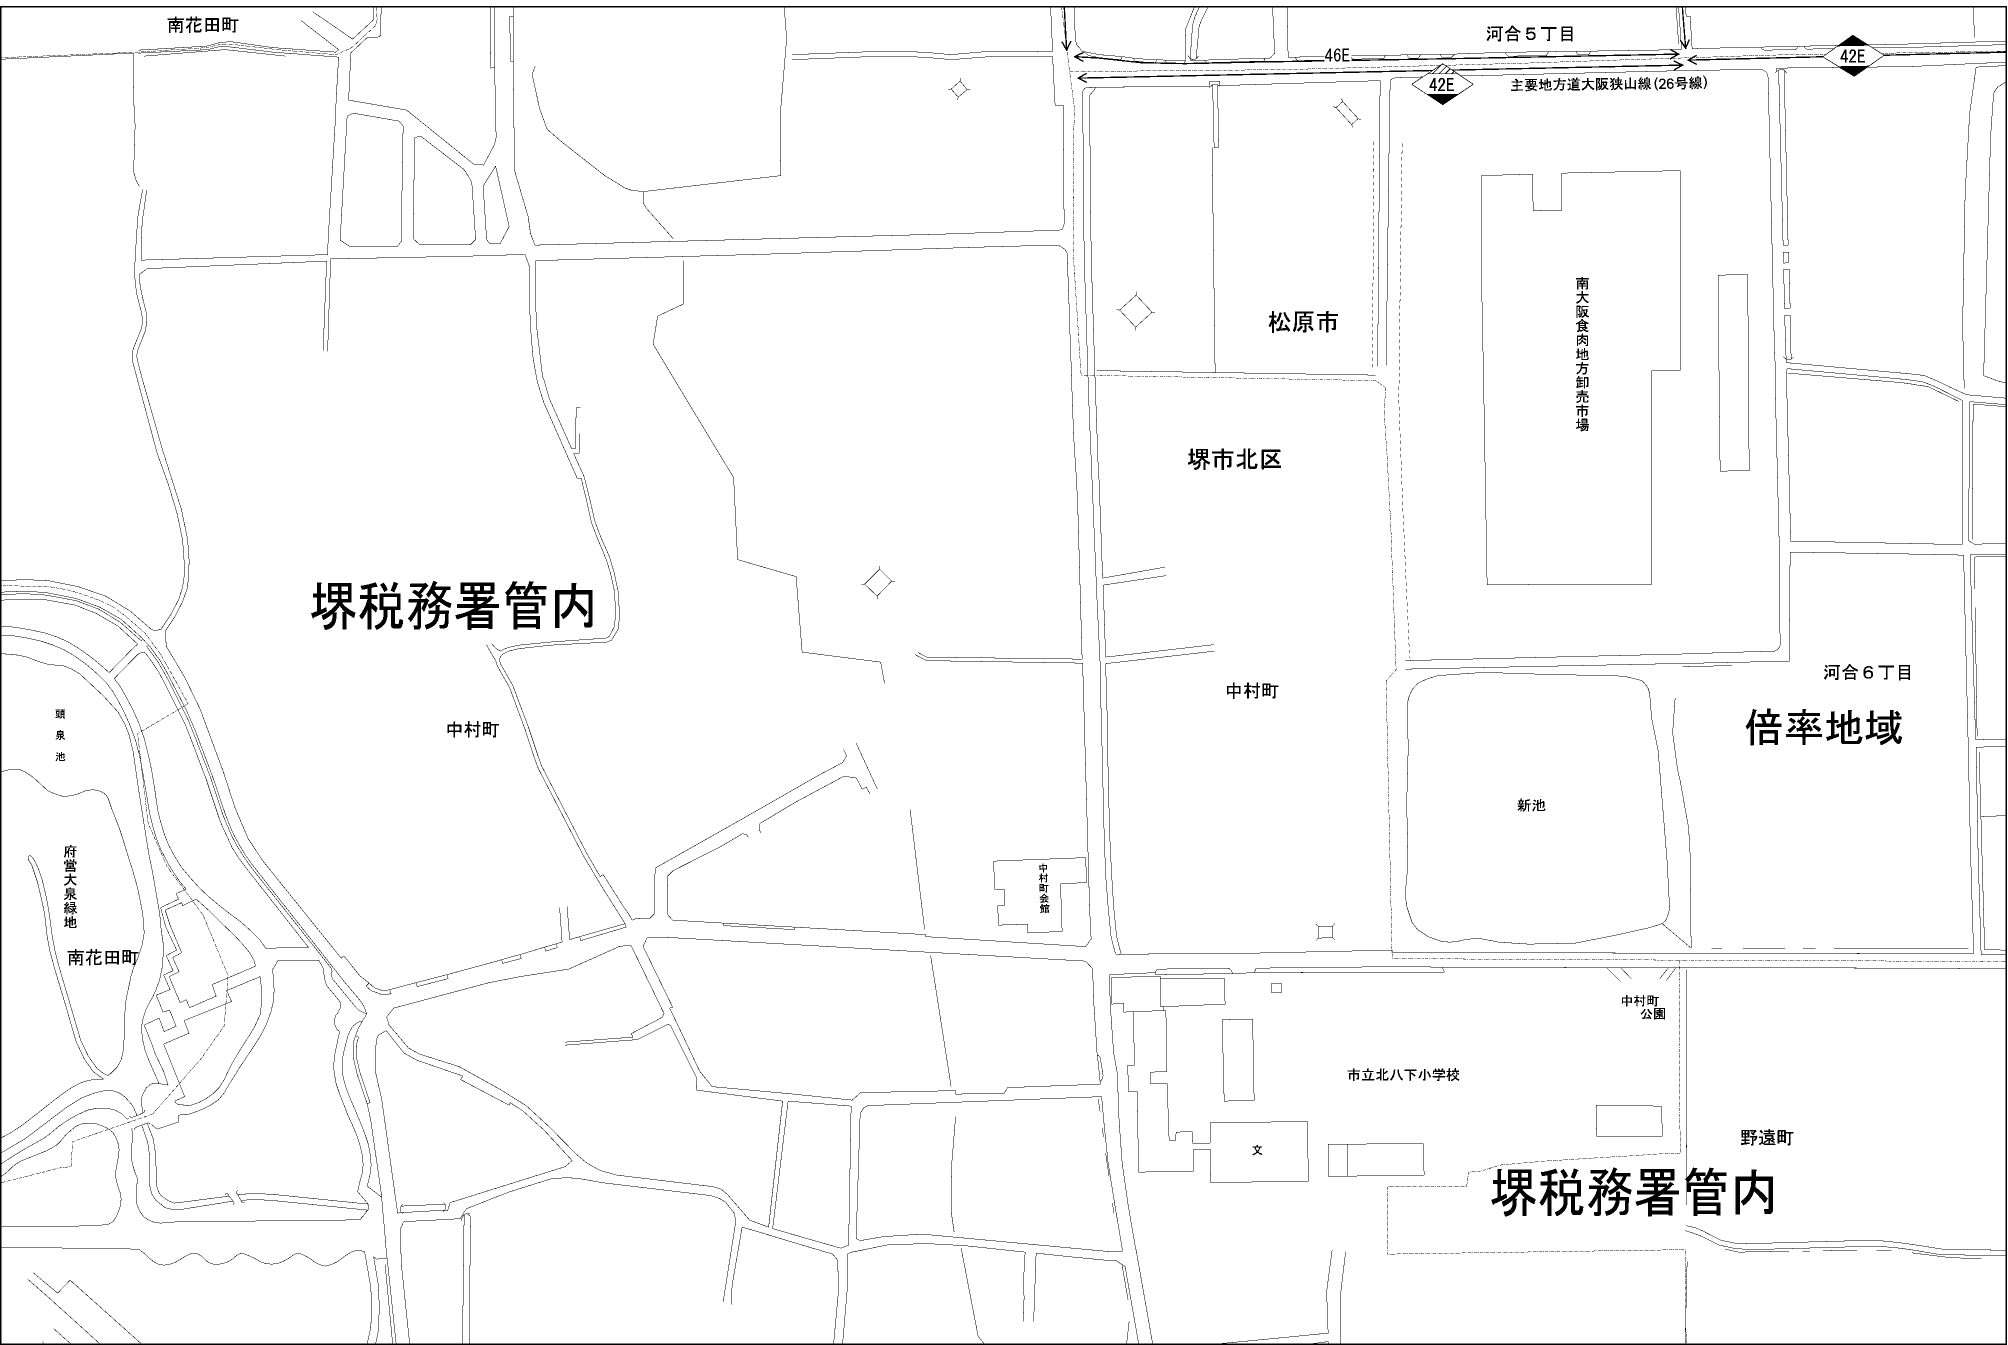 南花田町
河合5丁目
46E
42E
42E
主要地方道大阪狭山線(26号線)
南大阪食肉地方卸売市場
松原市
堺市北区
堺税務署管内
中村町
中村町
河合6丁目
倍率地域
頭泉池
新池
府営大泉緑地
中村町会館
南花田町
中村町
公園
市立北八下小学校
文
野遠町
堺税務署管内